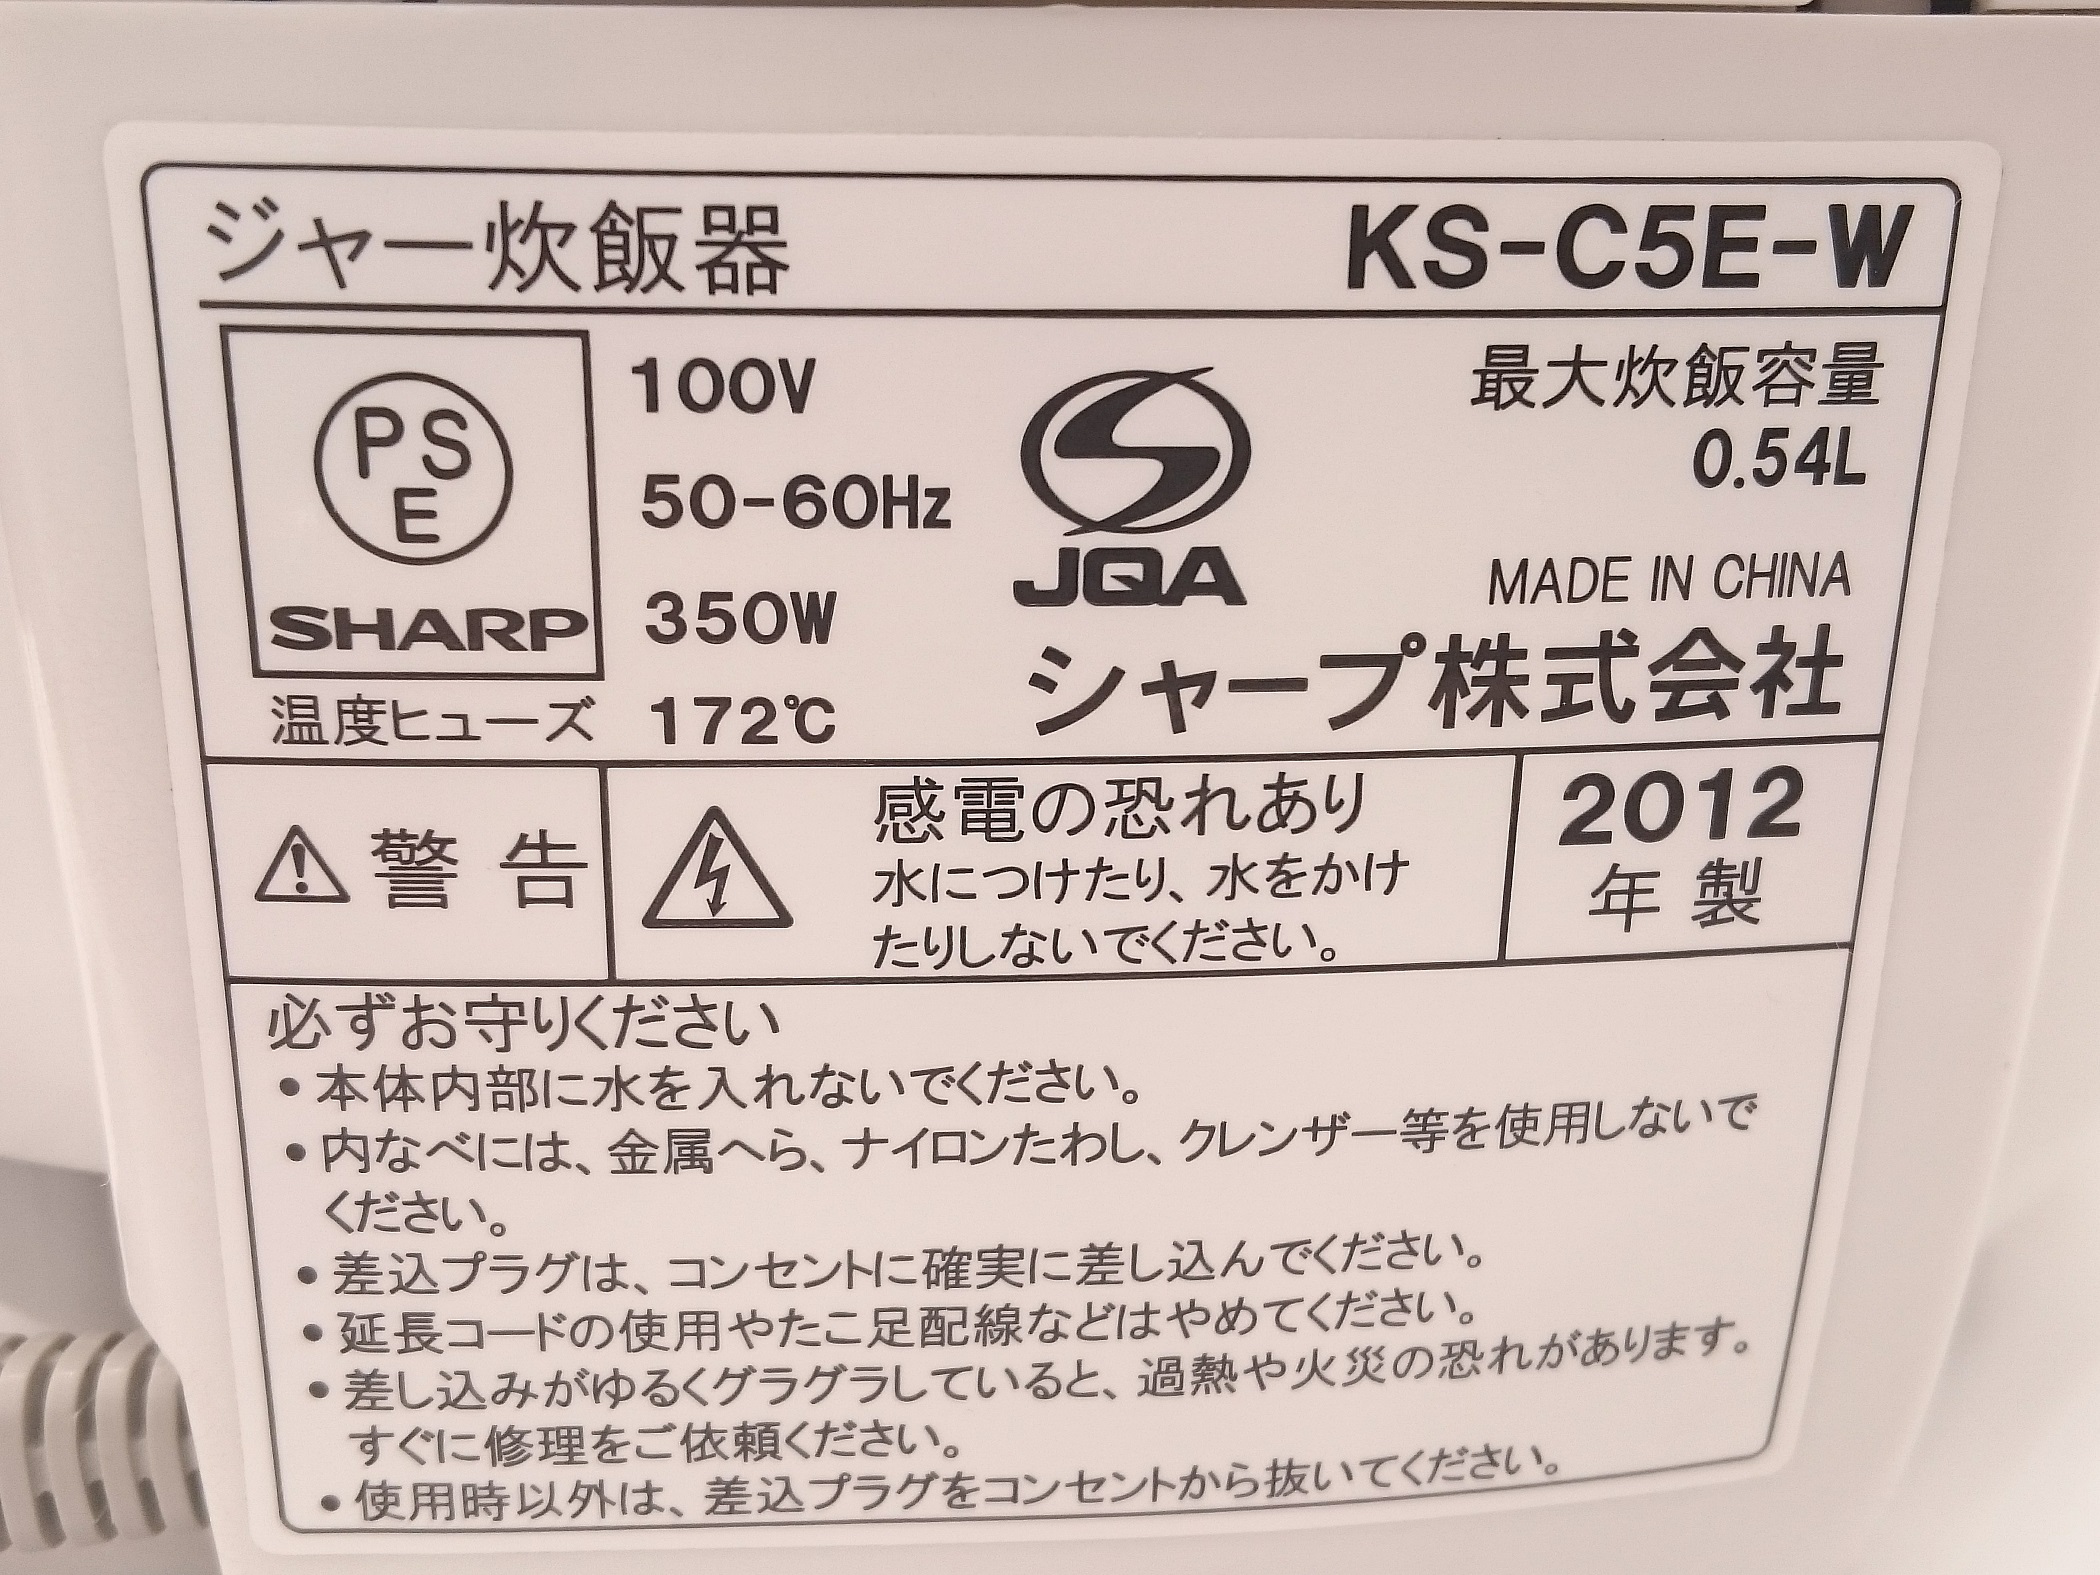 ジャー炊飯器 KS-C5E-W
PS
E
SHARP
100V
50-60Hz
350W
温度ヒューズ 172℃
JQA
最大炊飯容量
0.54L
MADE IN CHINA
シャープ株式会社
警告
感電の恐れあり
水につけたり、水をかけ
たりしないでください。
2012
年製
必ずお守りください
•本体内部に水を入れないでください。
•内なべには、金属へら、ナイロンたわし、クレンザー等を使用しないで
ください。
•差込プラグは、コンセントに確実に差し込んでください。
•延長コードの使用やたこ足配線などはやめてください。
•差し込みがゆるくグラグラしていると、過熱や火災の恐れがあります。
すぐに修理をご依頼ください。
•使用時以外は、差込プラグをコンセントから抜いてください。